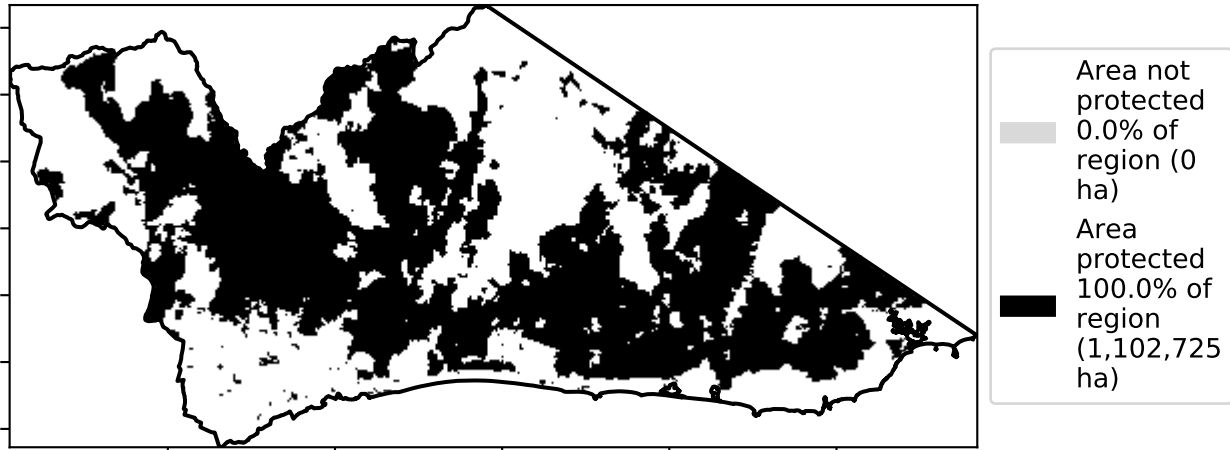 Area not
protected
0.0% of
region (0
ha)
Area
protected
100.0% of
region
(1,102,725
ha)